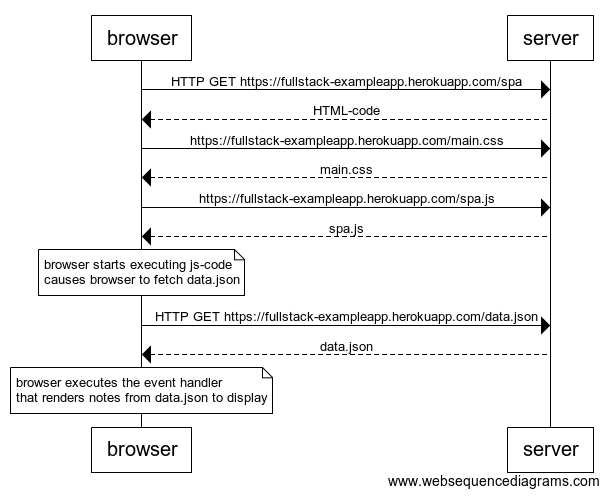 browser
server
HTTP GET https://fullstack-exampleapp.herokuapp.com/spa
HTML-code
https://fullstack-exampleapp.herokuapp.com/main.css
main.css
https://fullstack-exampleapp.herokuapp.com/spa.js
spa.js
browser starts executing js-code
causes browser to fetch data.json
HTTP GET https://fullstack-exampleapp.herokuapp.com/data.json
data.json
browser executes the event handler
that renders notes from data.json to display
browser
server
www.websequencediagrams.com